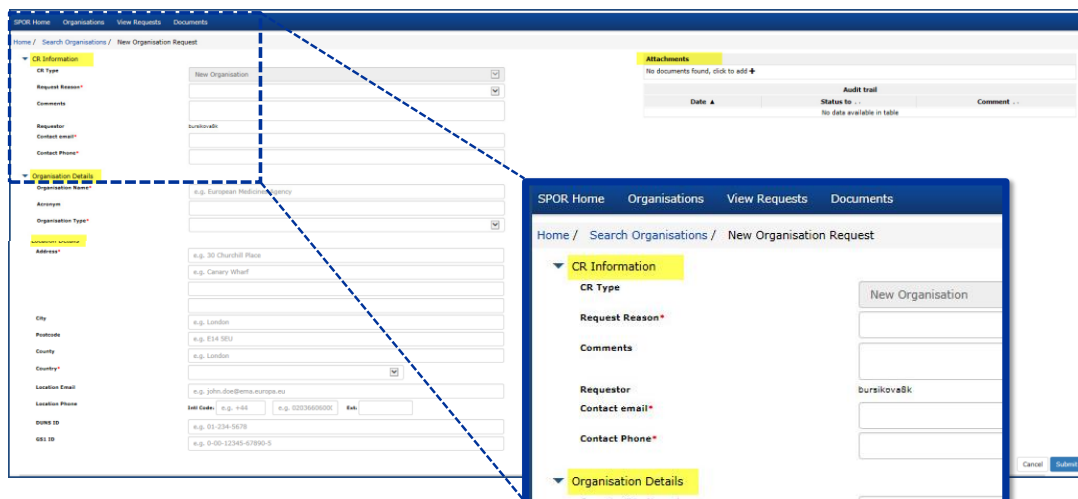 SPOR Home Organisations View Requests Documents
Home / Search Organisations / New Organisation Request
CR Information
CR Type New Organisation
Request Reason*
Comments
Requestor bursikova8k
Contact email*
Contact Phone*
Organisation Details
Organisation Name* e.g. European Medicines Agency
Acronym
Organisation Type*
Location Details
Address* e.g. 30 Churchill Place
e.g. Canary Wharf
City e.g. London
Postcode e.g. E14 5EU
County e.g. London
Country*
Location Email e.g. john.doe@ema.europa.eu
Location Phone Intl Code: e.g. +44 e.g. 0203660600 Ext:
DUNS ID e.g. 01-234-5678
GS1 ID e.g. 0-00-12345-67890-5
Attachments
No documents found, click to add +
Audit trail
Date ▲ Status to Comment
No data available in table
SPOR Home Organisations View Requests Documents
Home / Search Organisations / New Organisation Request
CR Information
CR Type New Organisation
Request Reason*
Comments
Requestor bursikova8k
Contact email*
Contact Phone*
Organisation Details
Cancel Submit